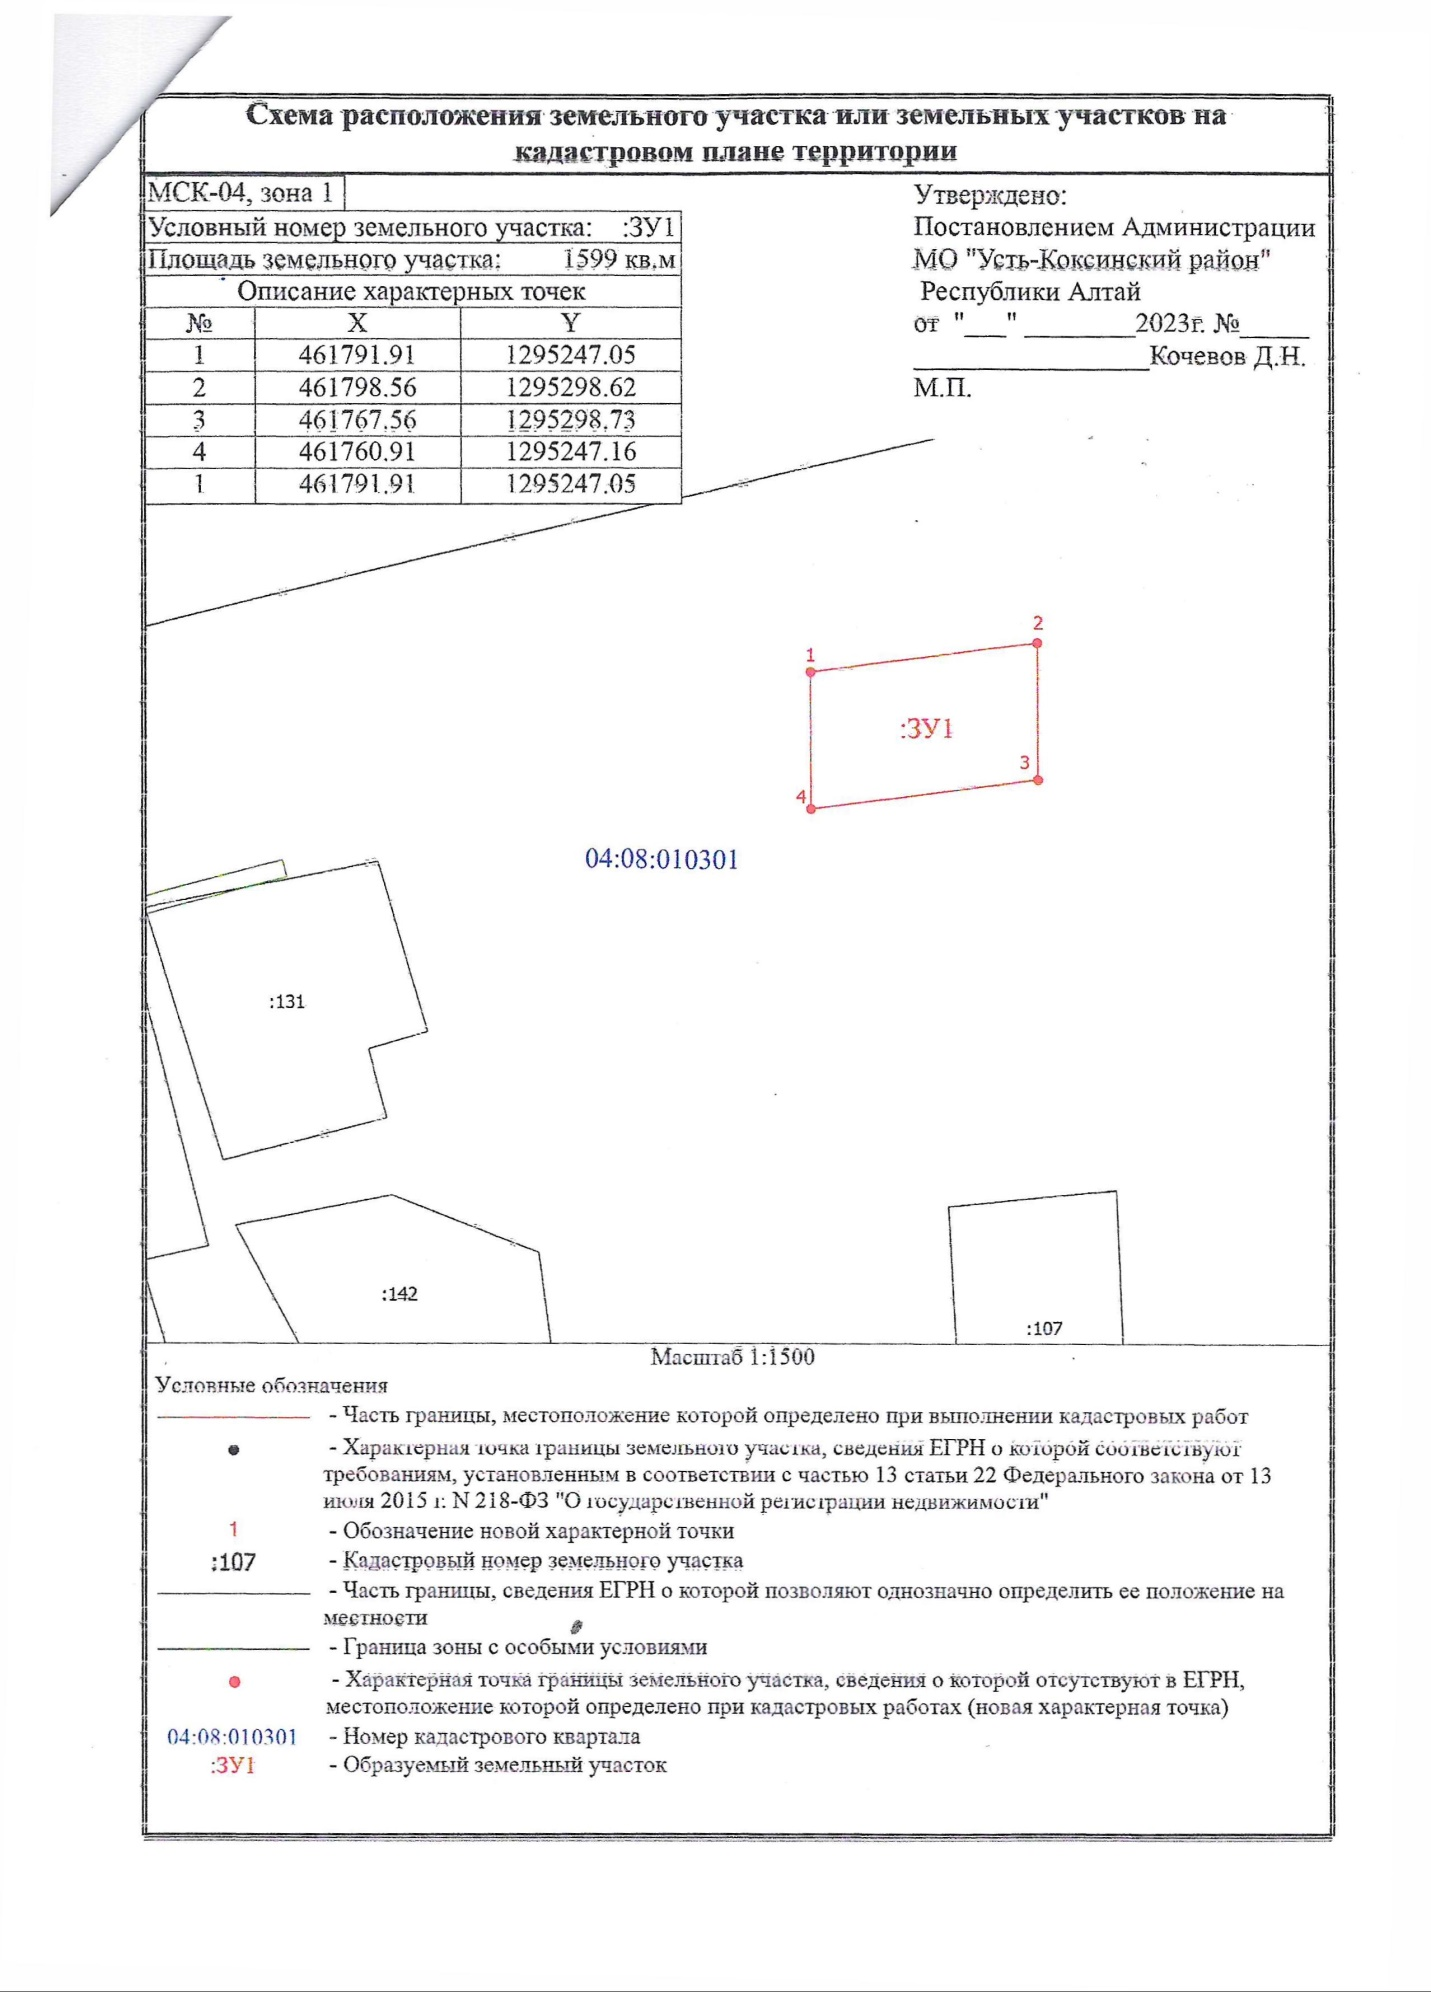 Схема расположения земельного участка или земельных участков на
кадастровом плане территории
МСК-04, зона 1
Условный номер земельного участка: :ЗУ1
Площадь земельного участка: 1599 кв.м
Описание характерных точек
№ X Y
1 461791.91 1295247.05
2 461798.56 1295298.62
3 461767.56 1295298.73
4 461760.91 1295247.16
1 461791.91 1295247.05
Утверждено:
Постановлением Администрации
МО "Усть-Коксинский район"
Республики Алтай
от "___" ________2023г. №_____
_________________Кочевов Д.Н.
М.П.
2
1
:ЗУ1
3
4
04:08:010301
:131
:142
:107
Масштаб 1:1500
Условные обозначения
- Часть границы, местоположение которой определено при выполнении кадастровых работ
- Характерная точка границы земельного участка, сведения ЕГРН о которой соответствуют
требованиям, установленным в соответствии с частью 13 статьи 22 Федерального закона от 13
июля 2015 г. N 218-ФЗ "О государственной регистрации недвижимости"
1 - Обозначение новой характерной точки
:107 - Кадастровый номер земельного участка
- Часть границы, сведения ЕГРН о которой позволяют однозначно определить ее положение на
местности
- Граница зоны с особыми условиями
- Характерная точка границы земельного участка, сведения о которой отсутствуют в ЕГРН,
местоположение которой определено при кадастровых работах (новая характерная точка)
04:08:010301 - Номер кадастрового квартала
:ЗУ1 - Образуемый земельный участок